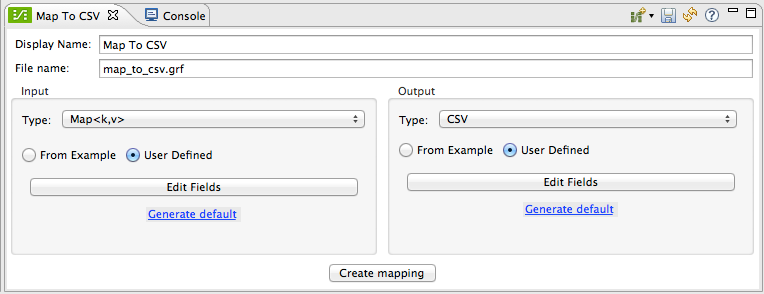 Map To CSV
Console
Display Name: Map To CSV
File name: map_to_csv.grf
Input
Type: Map<k,v>
From Example User Defined
Edit Fields
Generate default
Output
Type: CSV
From Example User Defined
Edit Fields
Generate default
Create mapping